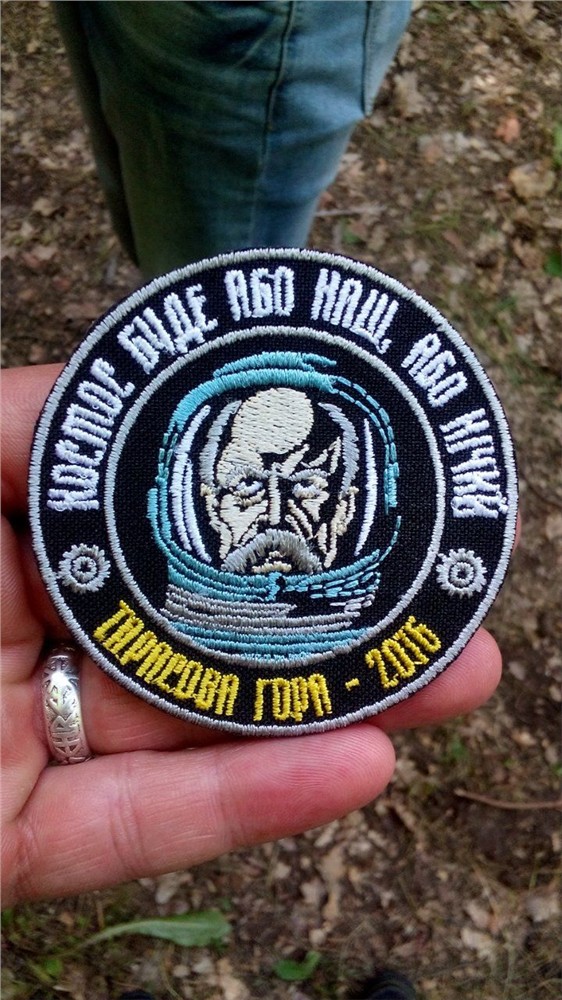 КОСМОС БУДЕ АБО НАШ, АБО НІЧИЙ
ТАРАСОВА ГОРА - 2016